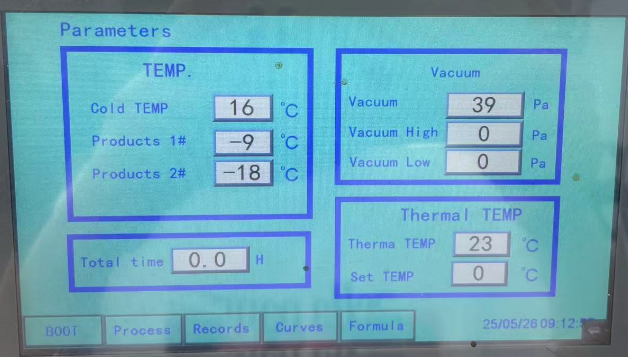 Parameters
TEMP.
Cold TEMP 16 °C
Products 1# -9 °C
Products 2# -18 °C
Total time 0.0 H
Vacuum
Vacuum 39 Pa
Vacuum High 0 Pa
Vacuum Low 0 Pa
Thermal TEMP
Therma TEMP 23 °C
Set TEMP 0 °C
BOOT Process Records Curves Formula 25/05/26 09:12: